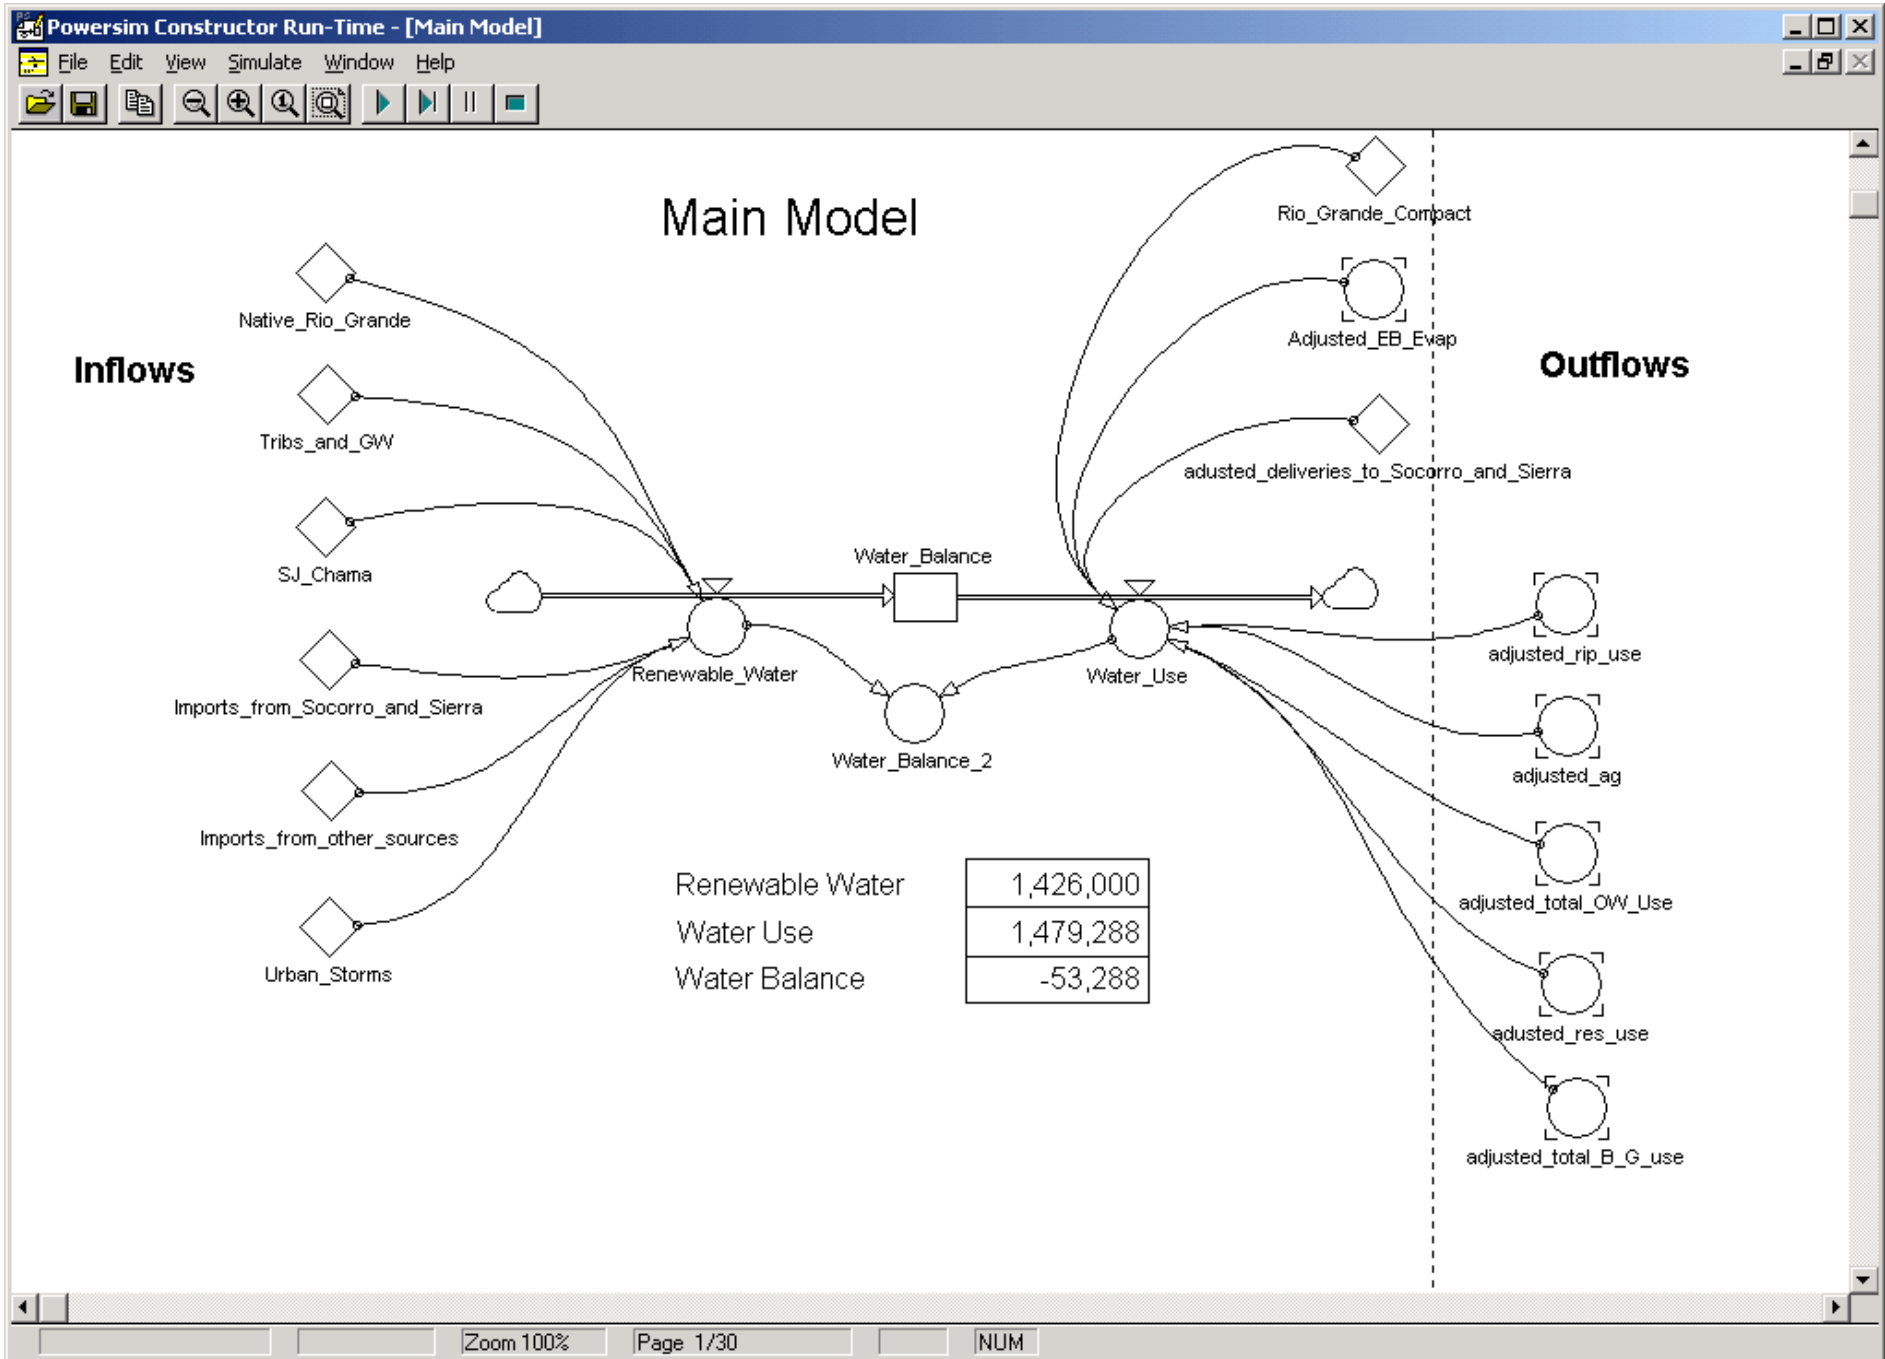 Powersim Constructor Run-Time - [Main Model]
File Edit View Simulate Window Help
Main Model
Rio_Grande_Compact
Native_Rio_Grande
Adjusted_EB_Evap
Inflows
Outflows
Tribs_and_GW
adusted_deliveries_to_Socorro_and_Sierra
SJ_Chama
Water_Balance
Renewable_Water
Water_Use
adjusted_rip_use
Imports_from_Socorro_and_Sierra
Water_Balance_2
adjusted_ag
Imports_from_other_sources
Renewable Water 1,426,000
adjusted_total_OW_Use
Water Use 1,479,288
Urban_Storms
Water Balance -53,288
adusted_res_use
adjusted_total_B_G_use
Zoom 100% Page 1/30 NUM